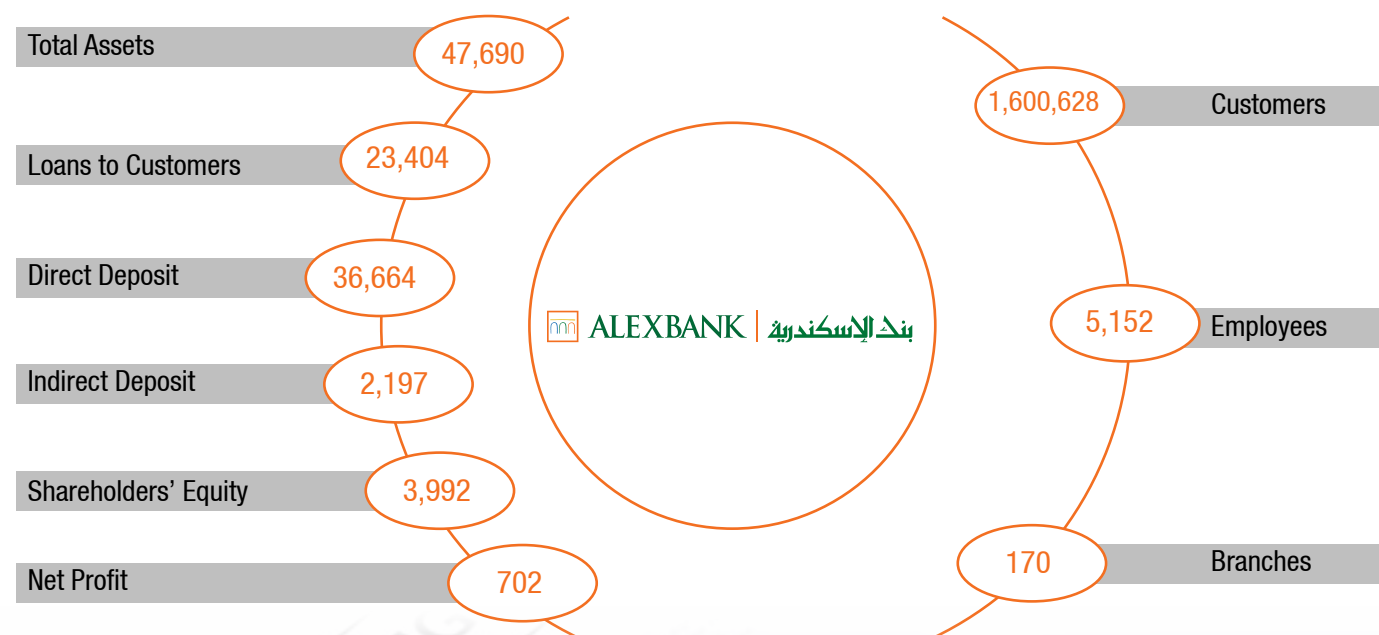 Total Assets
47,690
Loans to Customers
23,404
Direct Deposit
36,664
Indirect Deposit
2,197
Shareholders’ Equity
3,992
Net Profit
702
ALEXBANK | بنك الإسكندرية
1,600,628
Customers
5,152
Employees
170
Branches